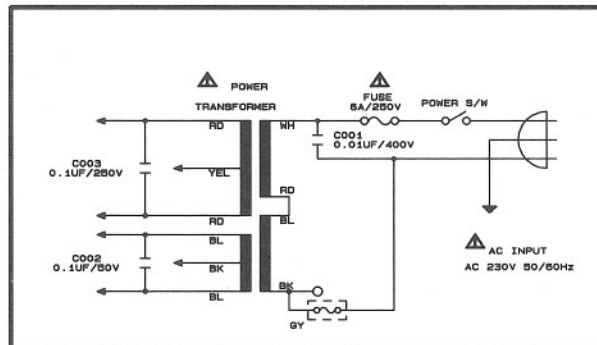 POWER
TRANSFORMER
FUSE
5A/250V
POWER S/W
RD
WH
C001
0.01UF/400V
C003
0.1UF/250V
YEL
RD
RD
BL
BL
C002
0.1UF/50V
BK
BL
BK
GY
AC INPUT
AC 230V 50/60Hz